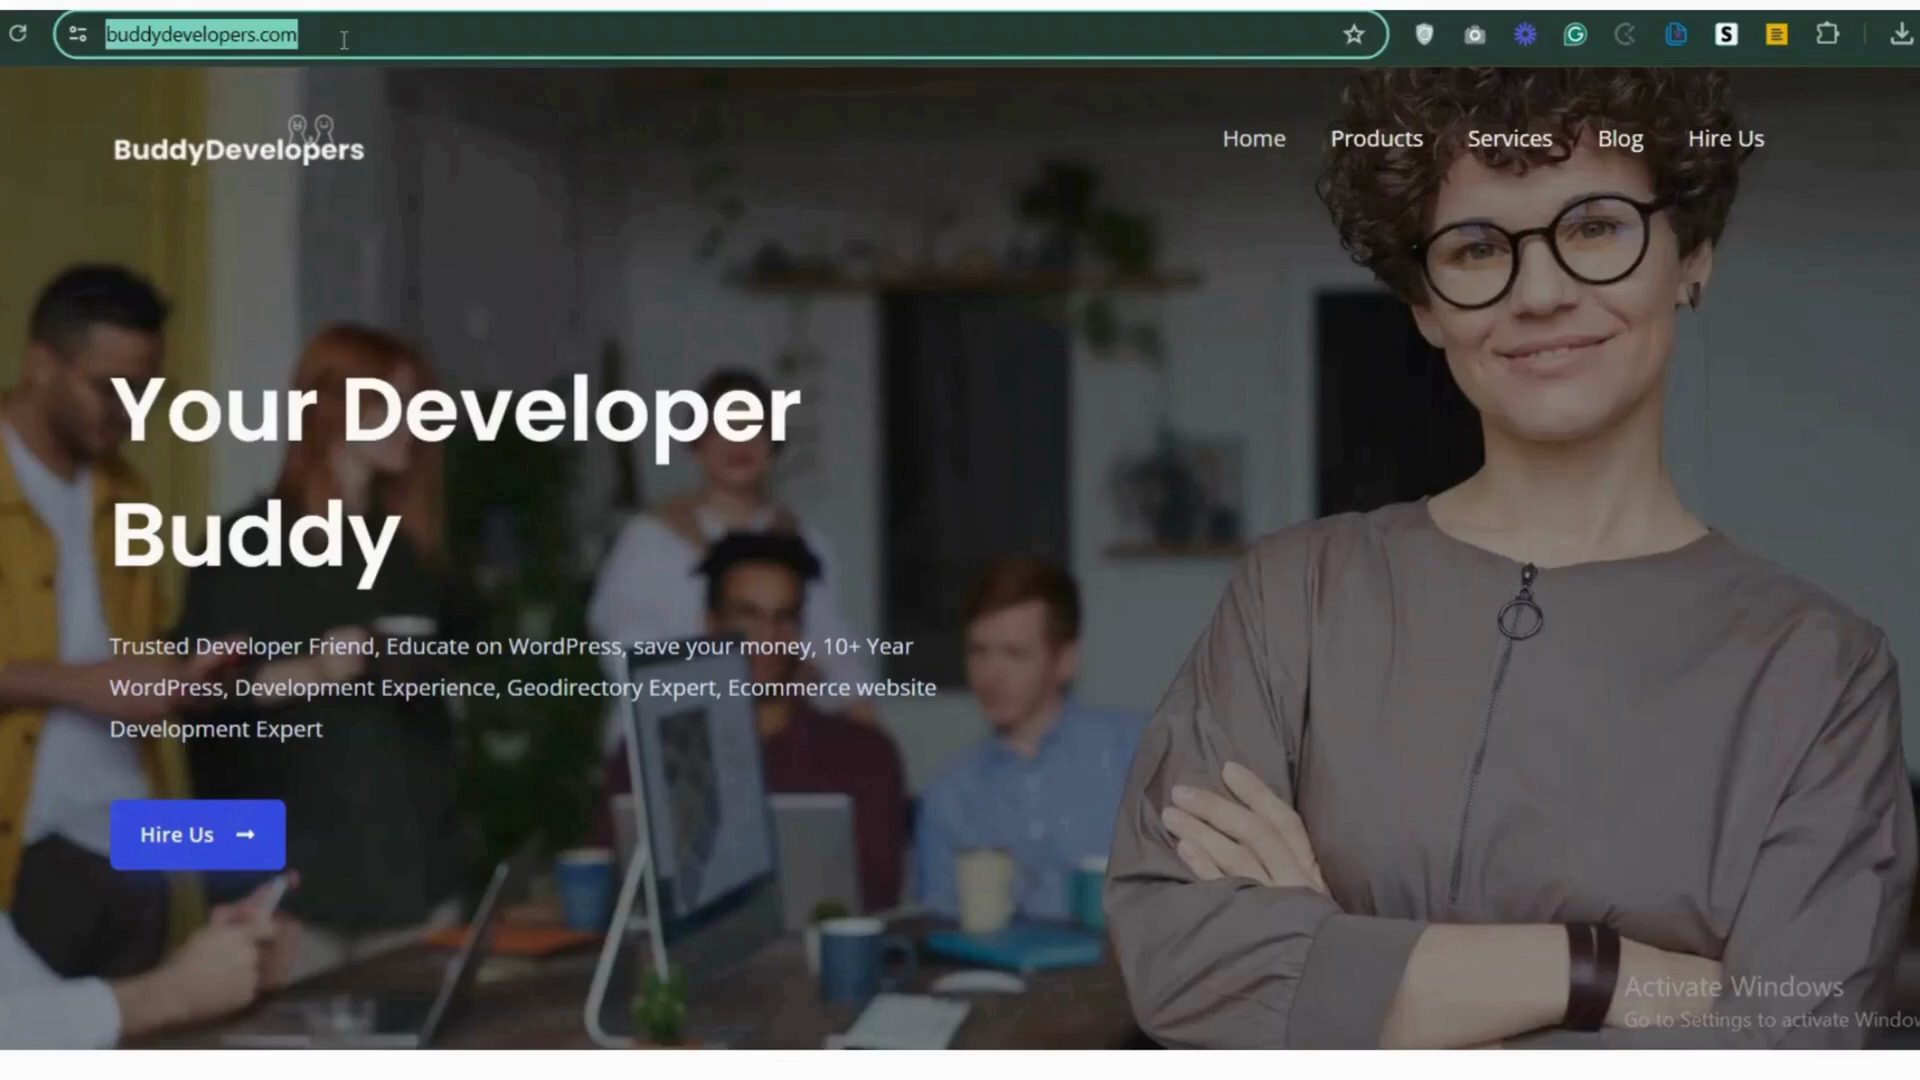 buddydevelopers.com
BuddyDevelopers
Home Products Services Blog Hire Us
Your Developer
Buddy
Trusted Developer Friend, Educate on WordPress, save your money, 10+ Year
WordPress, Development Experience, Geodirectory Expert, Ecommerce website
Development Expert
Hire Us
Activate Windows
Go to Settings to activate Window